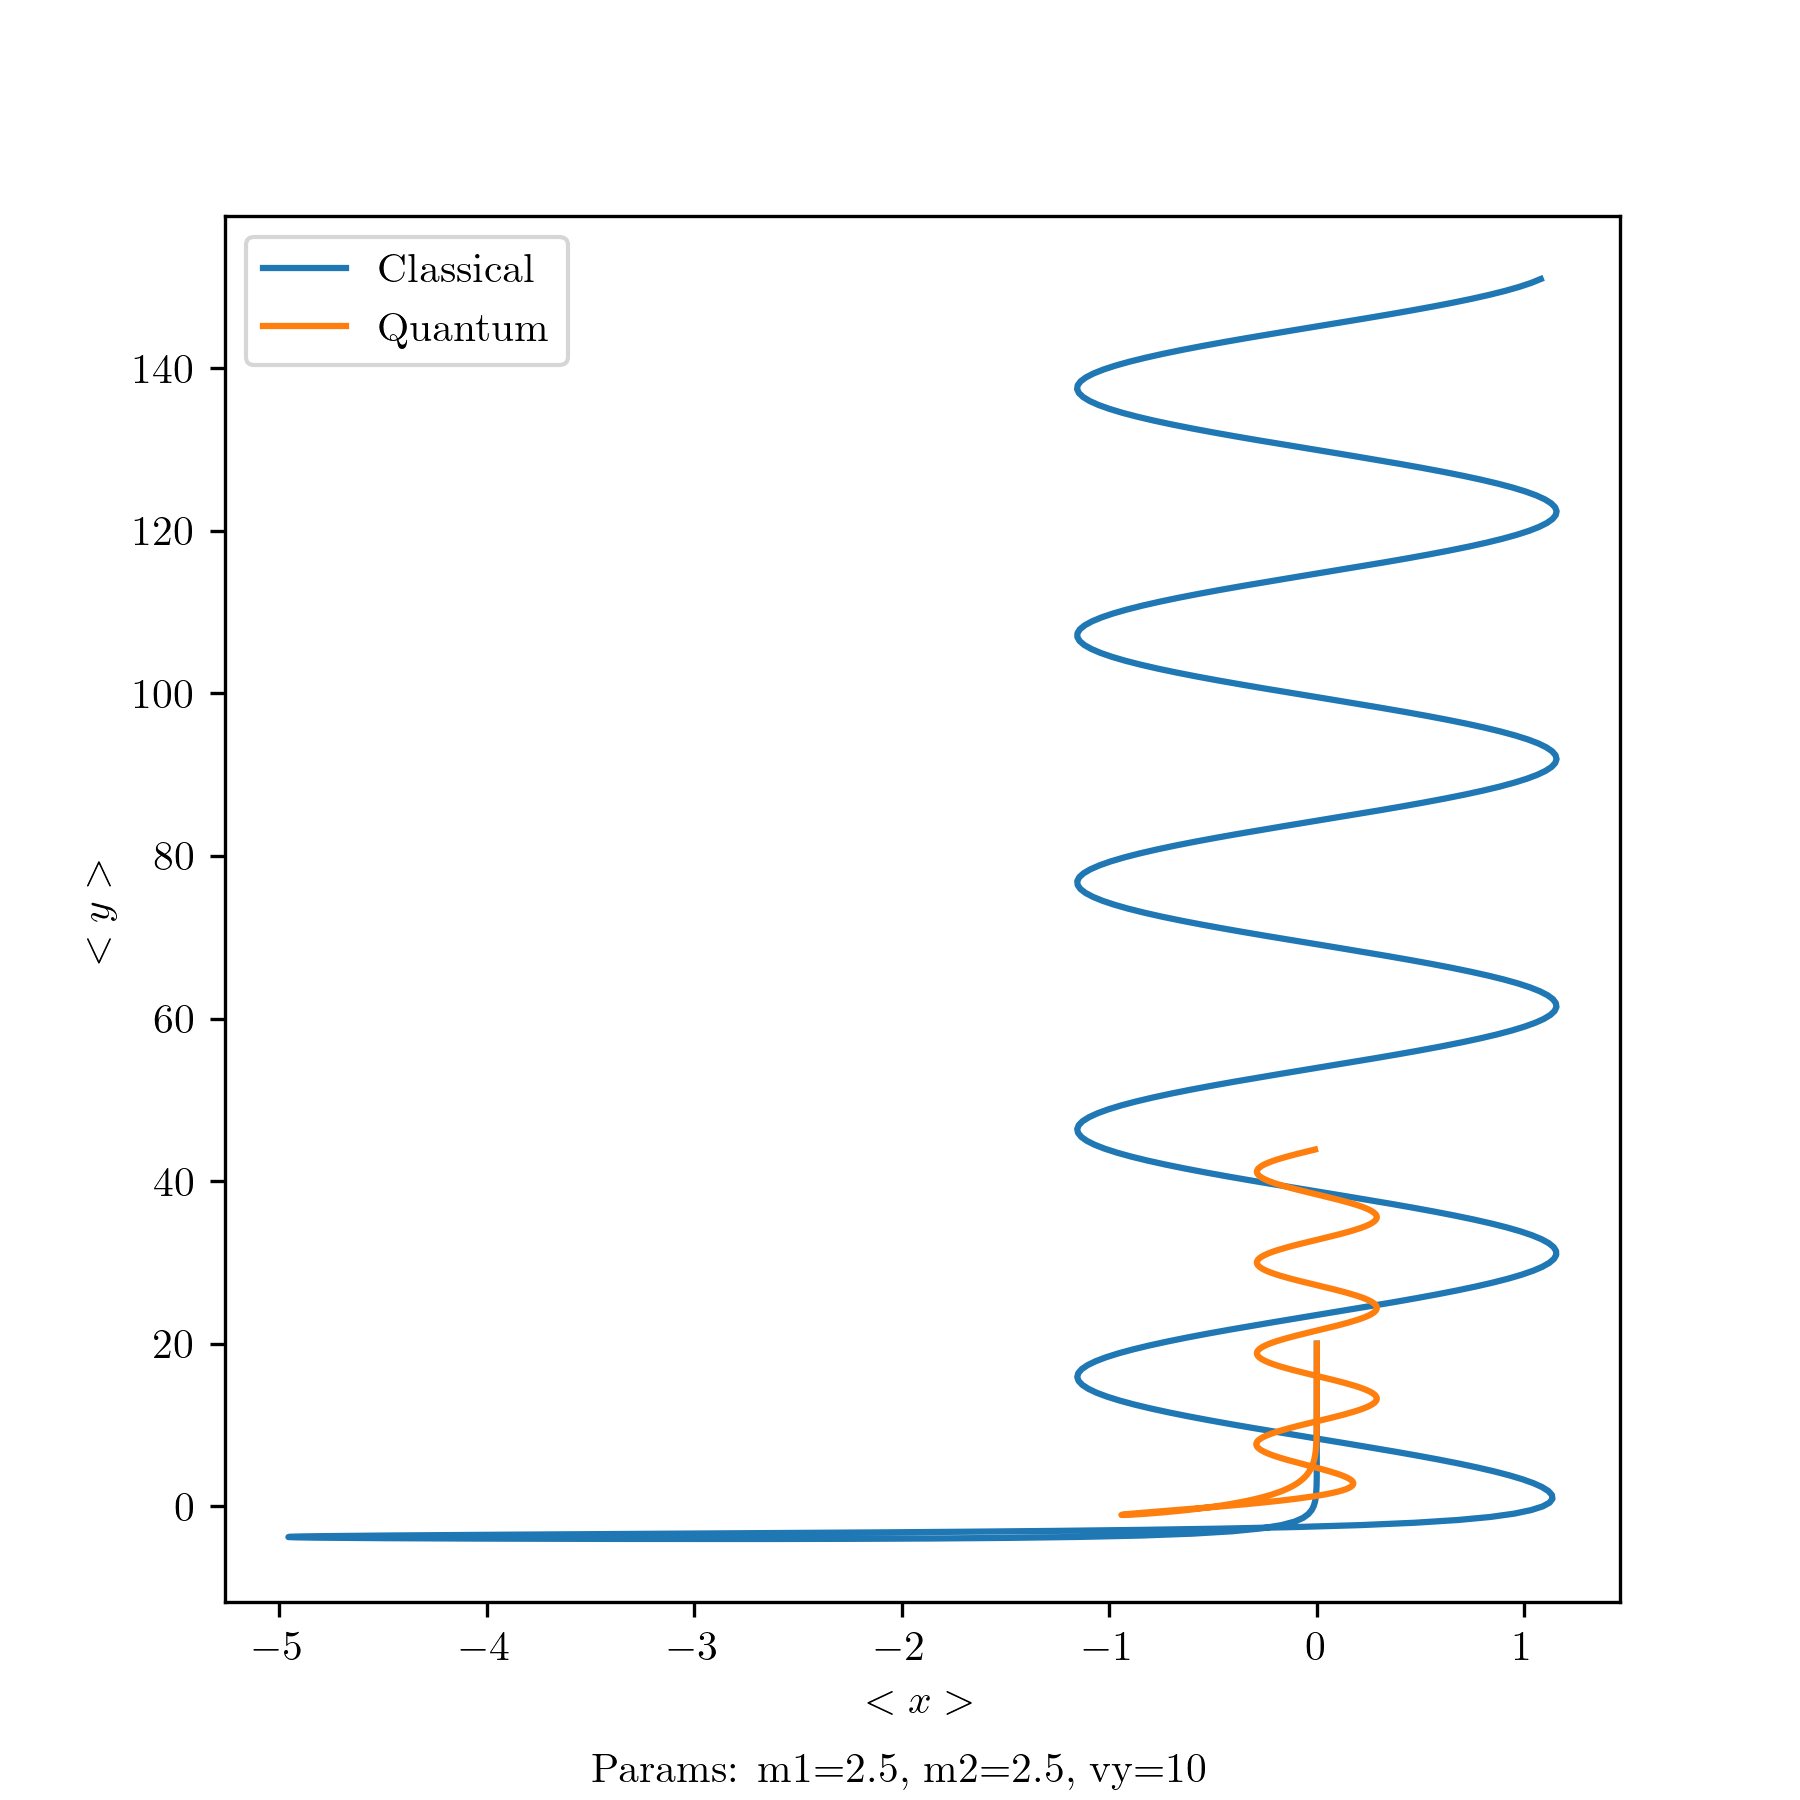 Classical
Quantum
140
120
100
80
60
40
20
0
< y >
−5 −4 −3 −2 −1 0 1
< x >
Params: m1=2.5, m2=2.5, vy=10